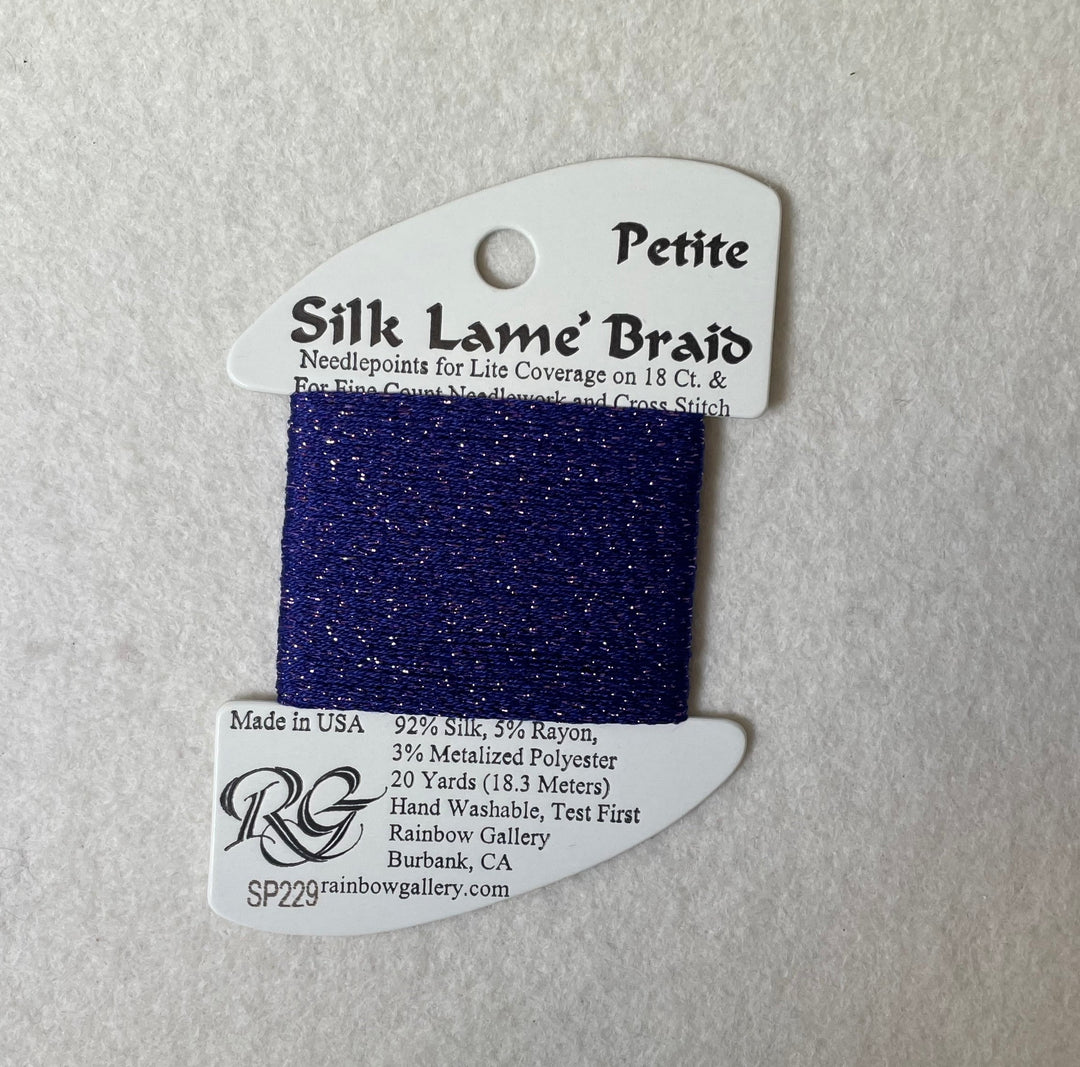 Petite
Silk Lame' Braid
Needlepoints for Lite Coverage on 18 Ct. &
For Fine Count Needlework and Cross Stitch
Made in USA
92% Silk, 5% Rayon,
3% Metalized Polyester
20 Yards (18.3 Meters)
Hand Washable, Test First
Rainbow Gallery
Burbank, CA
rainbowgallery.com
RG
SP229